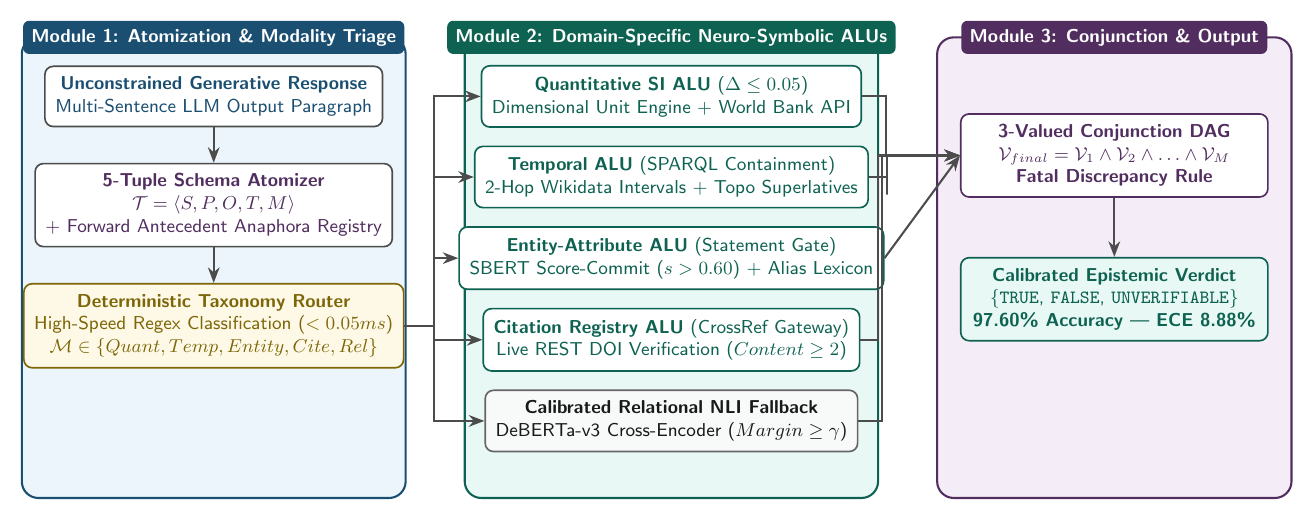 Module 1: Atomization & Modality Triage
Unconstrained Generative Response
Multi-Sentence LLM Output Paragraph
5-Tuple Schema Atomizer
𝒯 = ⟨S, P, O, T, M⟩
+ Forward Antecedent Anaphora Registry
Deterministic Taxonomy Router
High-Speed Regex Classification (< 0.05ms)
ℳ ∈ {Quant, Temp, Entity, Cite, Rel}
Module 2: Domain-Specific Neuro-Symbolic ALUs
Quantitative SI ALU (Δ ≤ 0.05)
Dimensional Unit Engine + World Bank API
Temporal ALU (SPARQL Containment)
2-Hop Wikidata Intervals + Topo Superlatives
Entity-Attribute ALU (Statement Gate)
SBERT Score-Commit (s > 0.60) + Alias Lexicon
Citation Registry ALU (CrossRef Gateway)
Live REST DOI Verification (Content ≥ 2)
Calibrated Relational NLI Fallback
DeBERTa-v3 Cross-Encoder (Margin ≥ γ)
Module 3: Conjunction & Output
3-Valued Conjunction DAG
𝒱_final = 𝒱_1 ∧ 𝒱_2 ∧ … ∧ 𝒱_M
Fatal Discrepancy Rule
Calibrated Epistemic Verdict
{TRUE, FALSE, UNVERIFIABLE}
97.60% Accuracy — ECE 8.88%